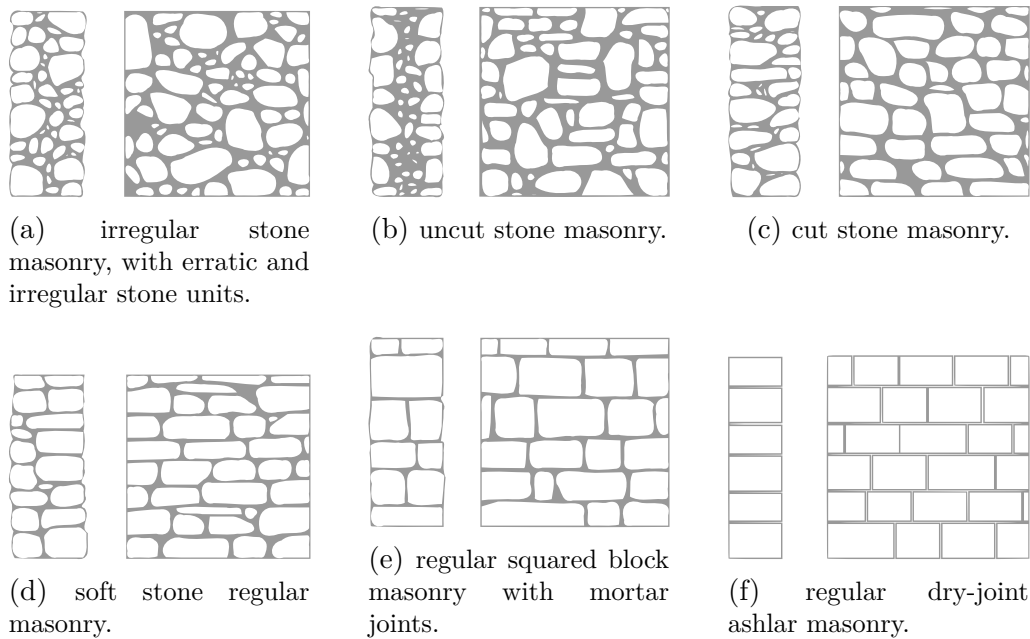 (a) irregular stone
masonry, with erratic and
irregular stone units.
(b) uncut stone masonry.
(c) cut stone masonry.
(d) soft stone regular
masonry.
(e) regular squared block
masonry with mortar
joints.
(f) regular dry-joint
ashlar masonry.